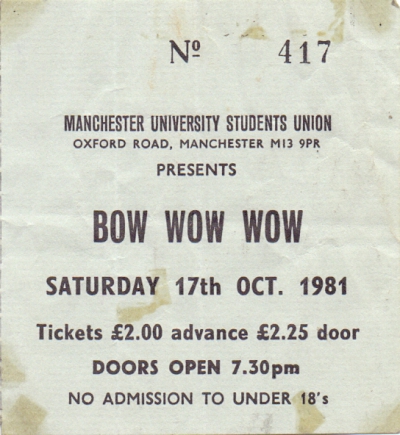 Nº 417
MANCHESTER UNIVERSITY STUDENTS UNION
OXFORD ROAD, MANCHESTER M13 9PR
PRESENTS
BOW WOW WOW
SATURDAY 17th OCT. 1981
Tickets £2.00 advance £2.25 door
DOORS OPEN 7.30pm
NO ADMISSION TO UNDER 18's